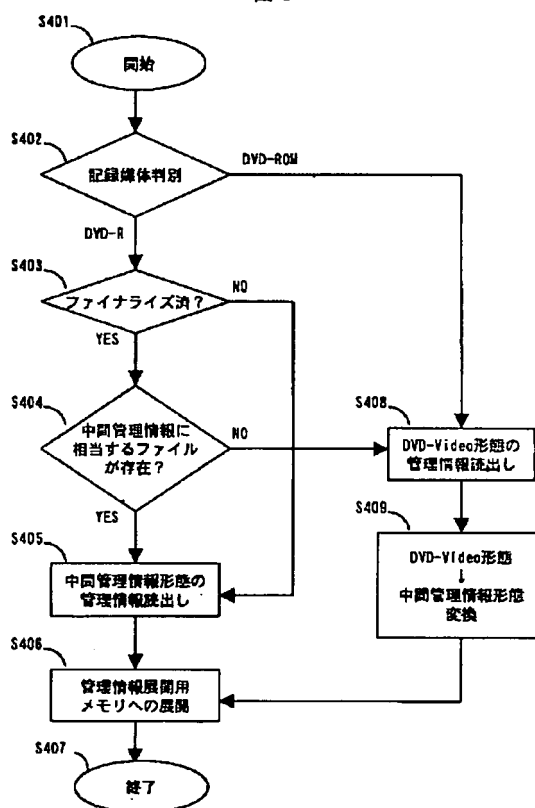 S401
開始
S402
記録媒体判別
DVD-ROM
DVD-R
S403
ファイナライズ済?
NO
YES
S404
中間管理情報に
相当するファイル
が存在?
NO
YES
S408
DVD-Video形態の
管理情報読出し
S405
中間管理情報形態の
管理情報読出し
S409
DVD-Video形態
↓
中間管理情報形態
変換
S406
管理情報展開用
メモリへの展開
S407
終了